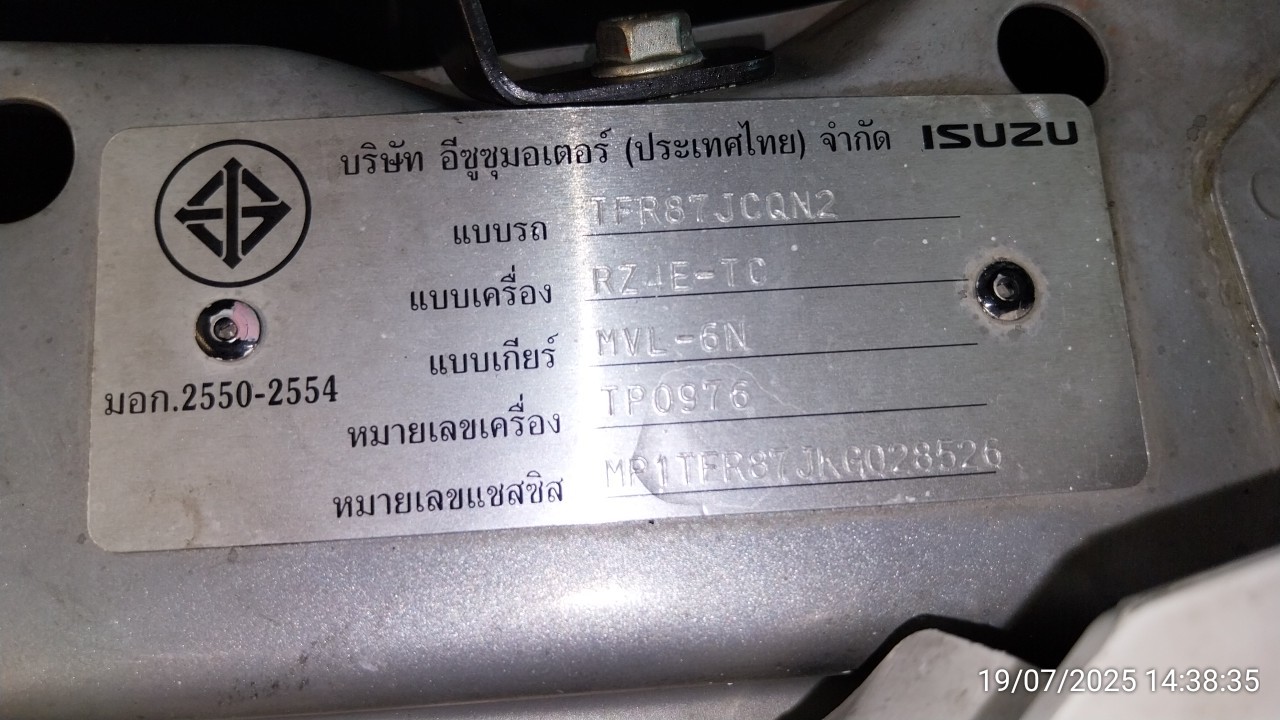 บริษัท อีซูซุมอเตอร์ (ประเทศไทย) จำกัด ISUZU
แบบรถ TFR87JCQN2
แบบเครื่อง RZ4E-TC
แบบเกียร์ MVL-6N
มอก.2550-2554
หมายเลขเครื่อง TP0976
หมายเลขแชสซิส MP1TFR87JKG028526
19/07/2025 14:38:35